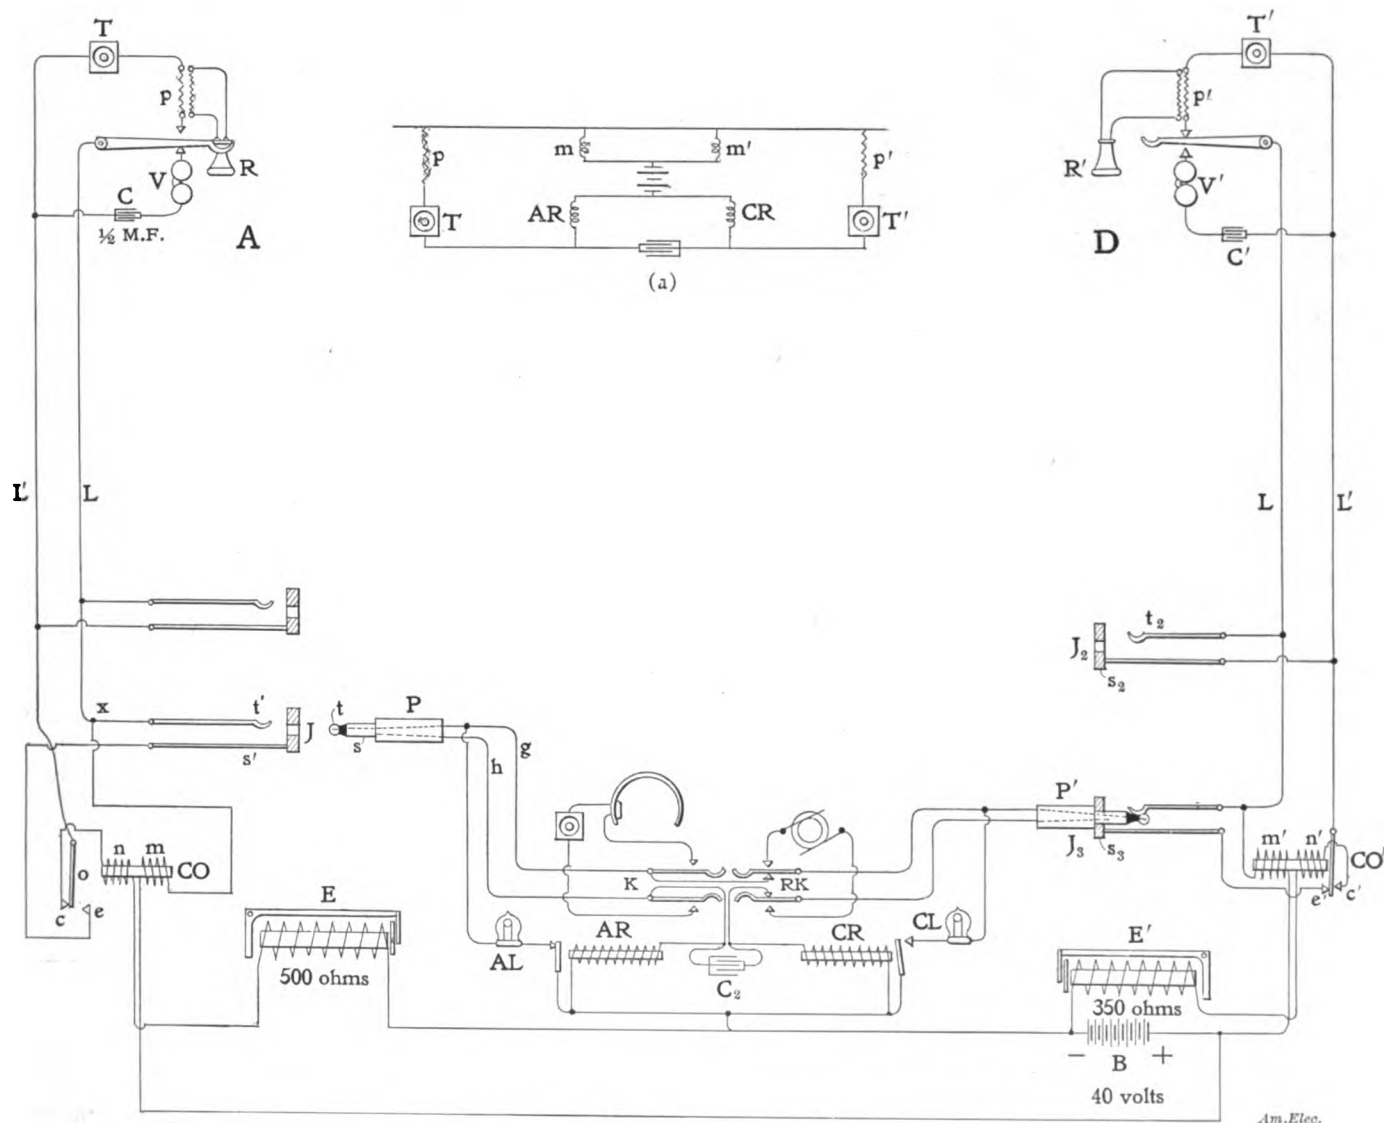 T
T'
p
p'
R
R'
V
V'
C
½ M.F.
A
D
C'
p
m
m'
p'
AR
CR
T
T'
(a)
L'
L
L
L'
t₂
J₂
s₂
x
t'
J
s'
t
P
s
g
h
P'
J₃
s₃
n
m
CO
o
c
e
m'
n'
CO'
e'
c'
K
RK
E
500 ohms
AL
AR
CR
CL
C₂
E'
350 ohms
−
B
+
40 volts
Am. Elec.